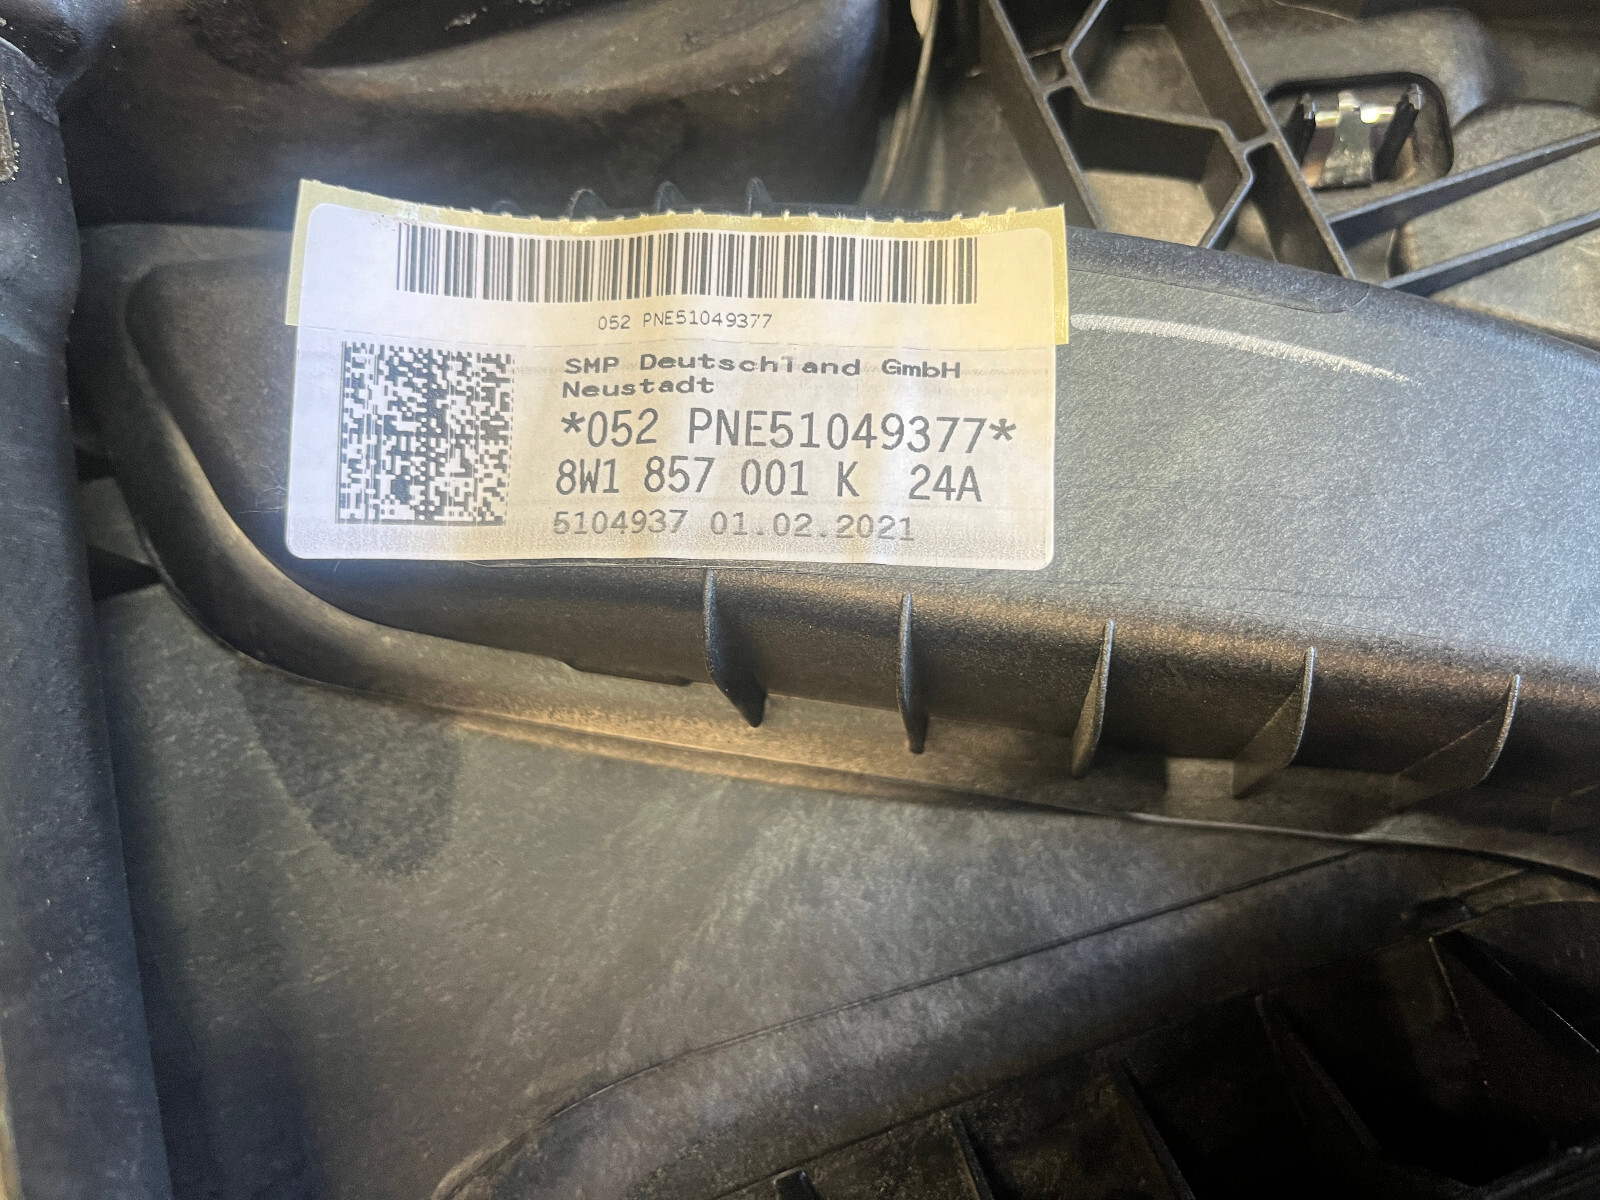 052 PNE51049377
SMP Deutschland GmbH
Neustadt
*052 PNE51049377*
8W1 857 001 K 24A
5104937 01.02.2021